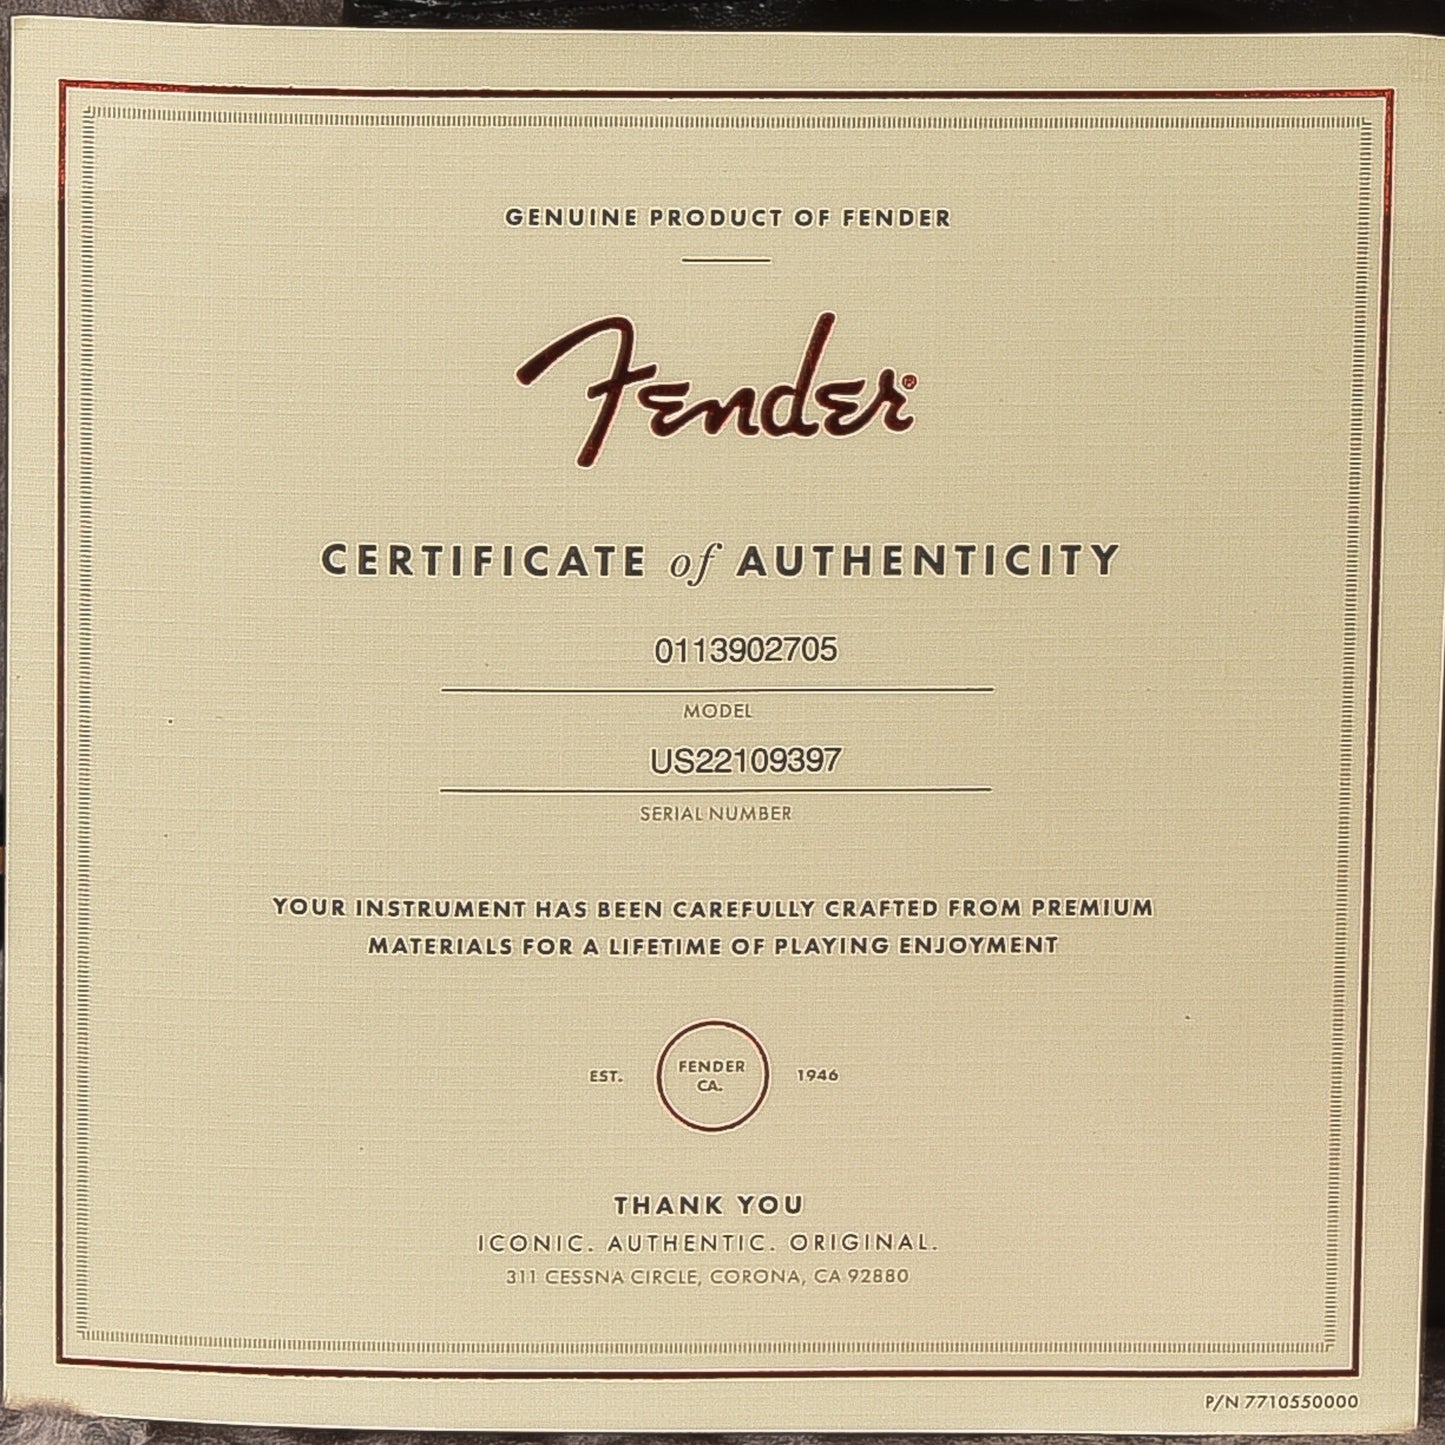 GENUINE PRODUCT OF FENDER
Fender®
CERTIFICATE of AUTHENTICITY
0113902705
MODEL
US22109397
SERIAL NUMBER
YOUR INSTRUMENT HAS BEEN CAREFULLY CRAFTED FROM PREMIUM
MATERIALS FOR A LIFETIME OF PLAYING ENJOYMENT
EST. FENDER CA. 1946
THANK YOU
ICONIC. AUTHENTIC. ORIGINAL.
311 CESSNA CIRCLE, CORONA, CA 92880
P/N 7710550000